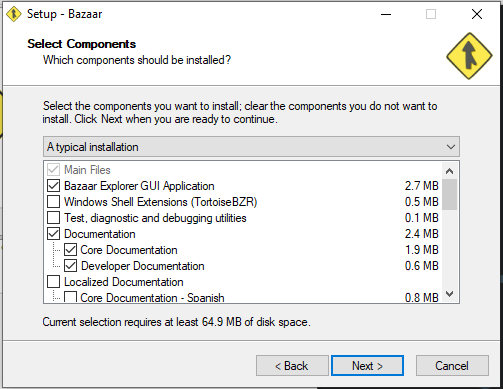 Setup - Bazaar
Select Components
Which components should be installed?
Select the components you want to install; clear the components you do not want to
install. Click Next when you are ready to continue.
A typical installation
Main Files
Bazaar Explorer GUI Application 2.7 MB
Windows Shell Extensions (TortoiseBZR) 0.5 MB
Test, diagnostic and debugging utilities 0.1 MB
Documentation 2.4 MB
Core Documentation 1.9 MB
Developer Documentation 0.6 MB
Localized Documentation
Core Documentation - Spanish 0.8 MB
Current selection requires at least 64.9 MB of disk space.
< Back Next > Cancel